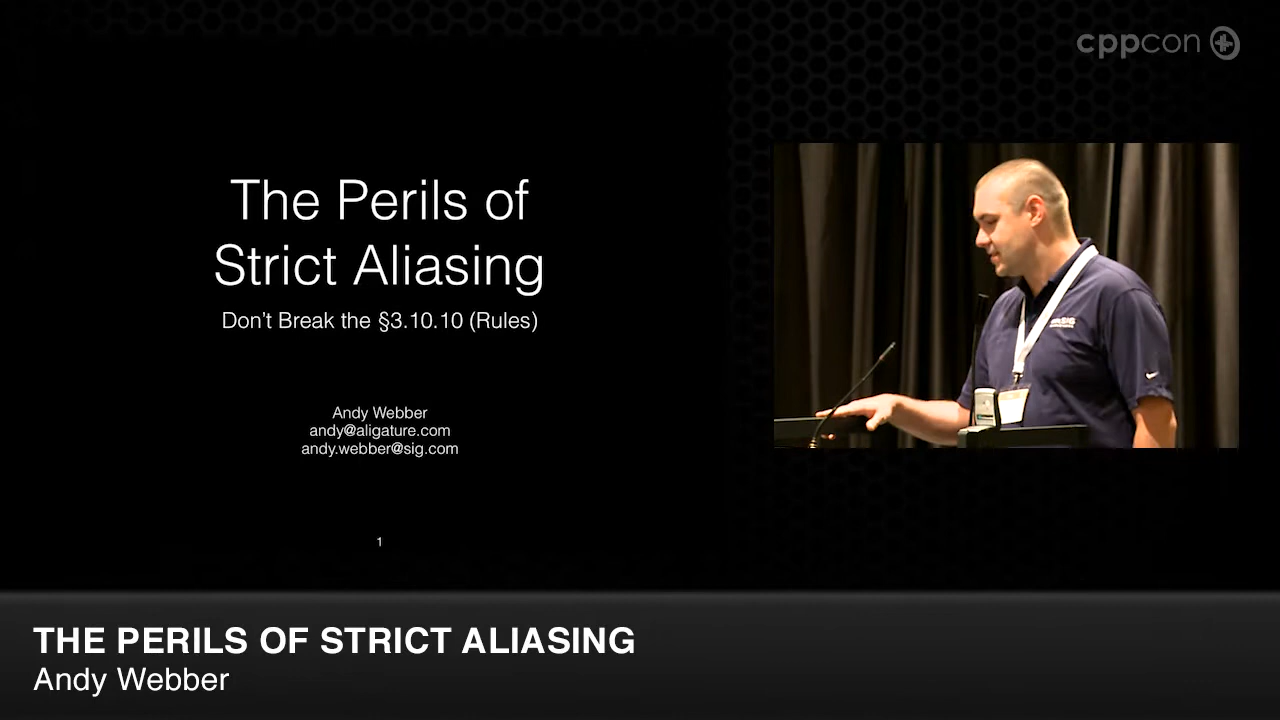 cppcon
The Perils of
Strict Aliasing
Don't Break the §3.10.10 (Rules)
Andy Webber
andy@aligature.com
andy.webber@sig.com
1
SIG
THE PERILS OF STRICT ALIASING
Andy Webber